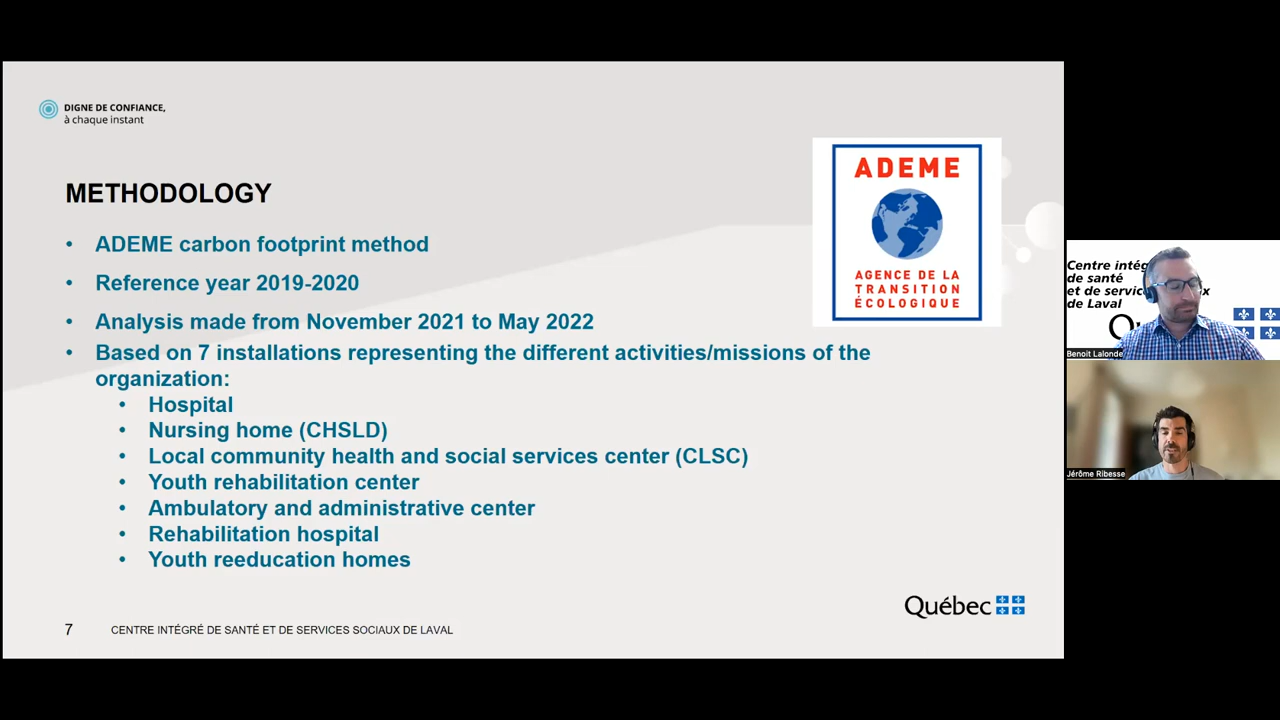 DIGNE DE CONFIANCE,
à chaque instant
METHODOLOGY
• ADEME carbon footprint method
• Reference year 2019-2020
• Analysis made from November 2021 to May 2022
• Based on 7 installations representing the different activities/missions of the
organization:
• Hospital
• Nursing home (CHSLD)
• Local community health and social services center (CLSC)
• Youth rehabilitation center
• Ambulatory and administrative center
• Rehabilitation hospital
• Youth reeducation homes
ADEME
AGENCE DE LA
TRANSITION
ÉCOLOGIQUE
Québec
7 CENTRE INTÉGRÉ DE SANTÉ ET DE SERVICES SOCIAUX DE LAVAL
Centre
de santé
et de
de Laval
Benoit Lalonde
Jérôme Ribesse